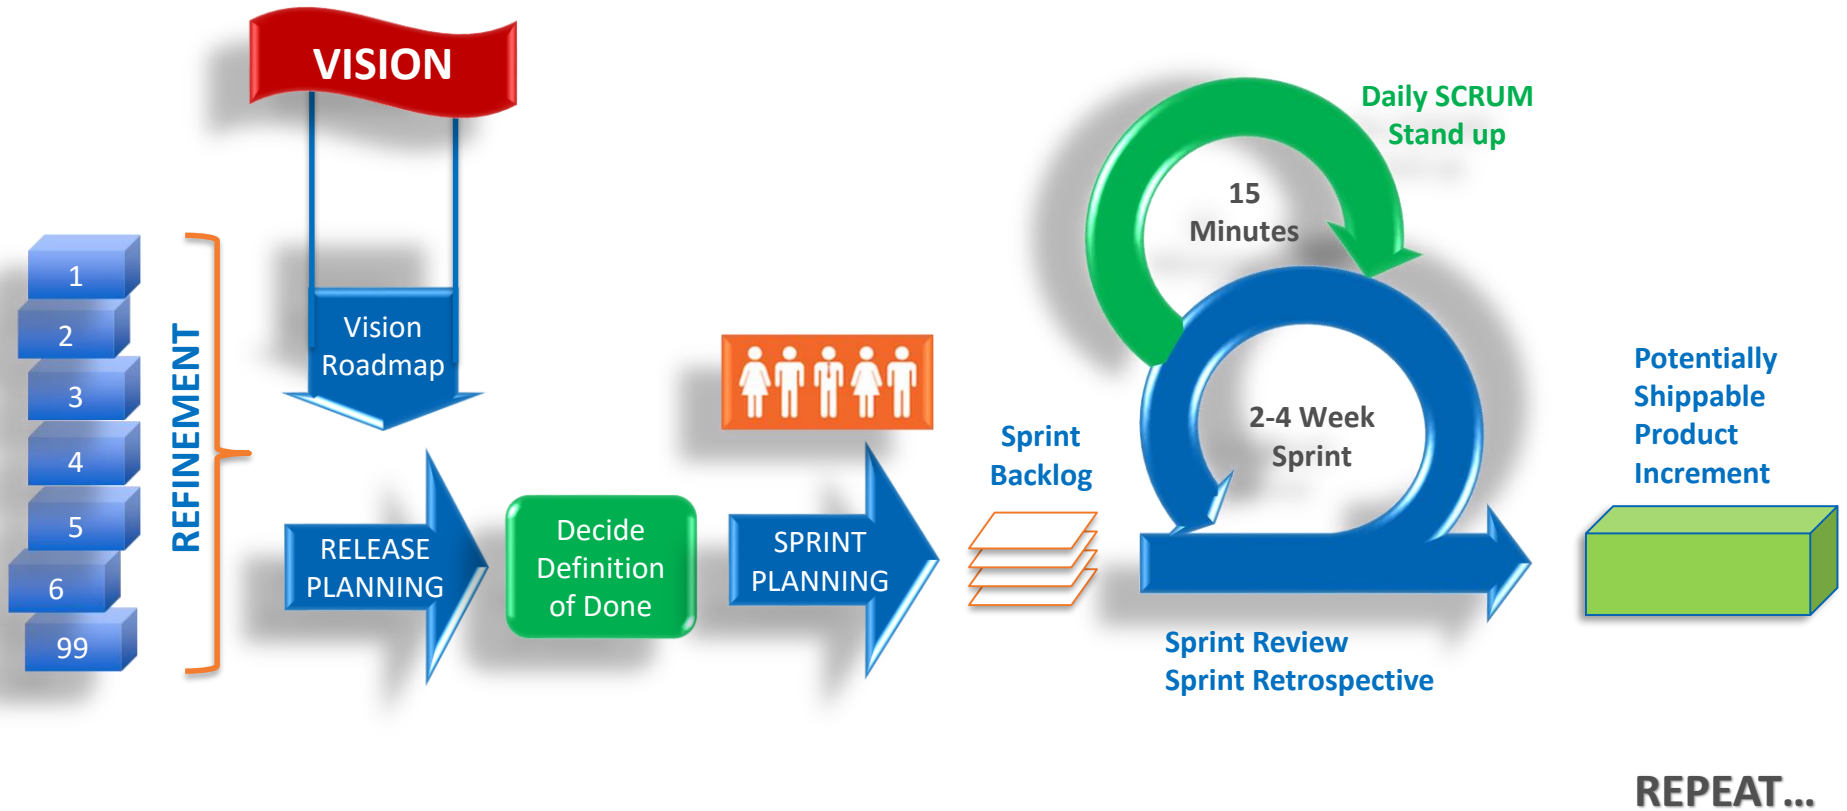 VISION
Vision
Roadmap
1
2
3
4
5
6
99
REFINEMENT
RELEASE
PLANNING
Decide
Definition
of Done
SPRINT
PLANNING
Sprint
Backlog
Daily SCRUM
Stand up
15
Minutes
2-4 Week
Sprint
Sprint Review
Sprint Retrospective
Potentially
Shippable
Product
Increment
REPEAT...